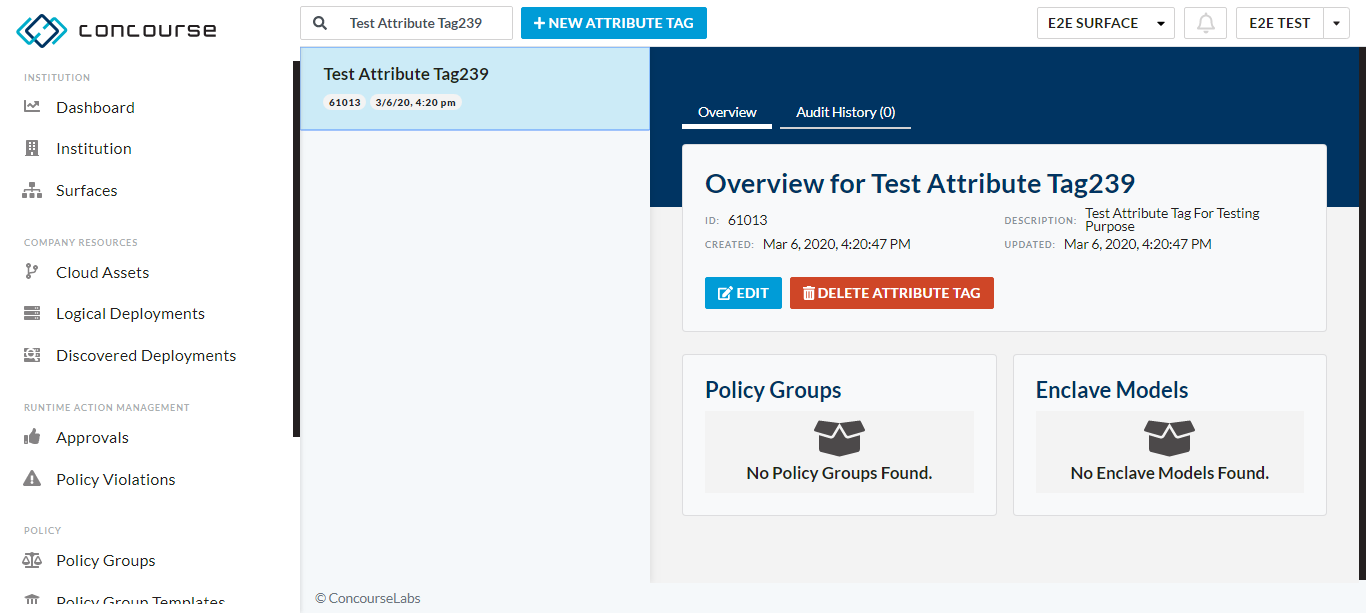 concourse
Test Attribute Tag239
NEW ATTRIBUTE TAG
E2E SURFACE
E2E TEST
INSTITUTION
Dashboard
Institution
Surfaces
COMPANY RESOURCES
Cloud Assets
Logical Deployments
Discovered Deployments
RUNTIME ACTION MANAGEMENT
Approvals
Policy Violations
POLICY
Policy Groups
Policy Group Templates
Test Attribute Tag239
61013 3/6/20, 4:20 pm
Overview
Audit History (0)
Overview for Test Attribute Tag239
ID: 61013
DESCRIPTION: Test Attribute Tag For Testing
Purpose
CREATED: Mar 6, 2020, 4:20:47 PM
UPDATED: Mar 6, 2020, 4:20:47 PM
EDIT
DELETE ATTRIBUTE TAG
Policy Groups
No Policy Groups Found.
Enclave Models
No Enclave Models Found.
© ConcourseLabs